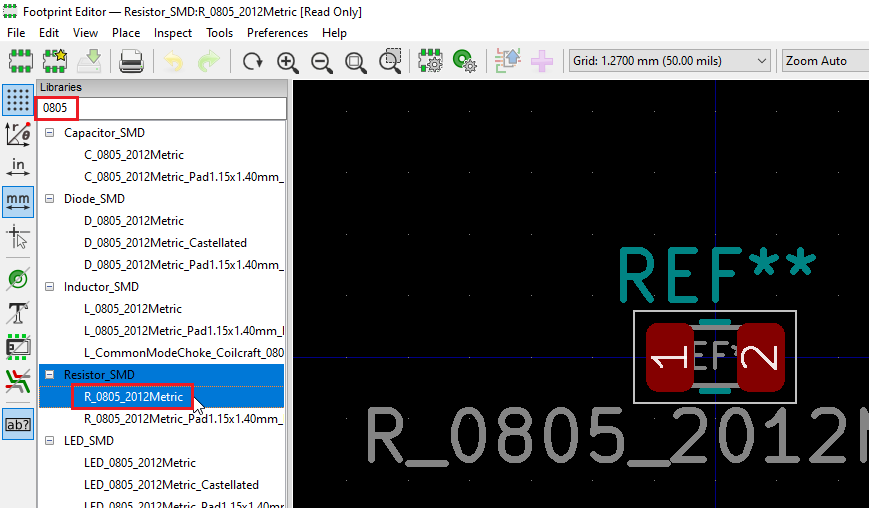 Footprint Editor — Resistor_SMD:R_0805_2012Metric [Read Only]
File Edit View Place Inspect Tools Preferences Help
Grid: 1.2700 mm (50.00 mils) Zoom Auto
Libraries
0805
Capacitor_SMD
C_0805_2012Metric
C_0805_2012Metric_Pad1.15x1.40mm_
Diode_SMD
D_0805_2012Metric
D_0805_2012Metric_Castellated
D_0805_2012Metric_Pad1.15x1.40mm_
Inductor_SMD
L_0805_2012Metric
L_0805_2012Metric_Pad1.15x1.40mm_
L_CommonModeChoke_Coilcraft_080
Resistor_SMD
R_0805_2012Metric
R_0805_2012Metric_Pad1.15x1.40mm_
LED_SMD
LED_0805_2012Metric
LED_0805_2012Metric_Castellated
LED_0805_2012Metric_Pad1.15x1.40mm_
in
mm
T
ab?
REF**
1 EF* 2
R_0805_2012M